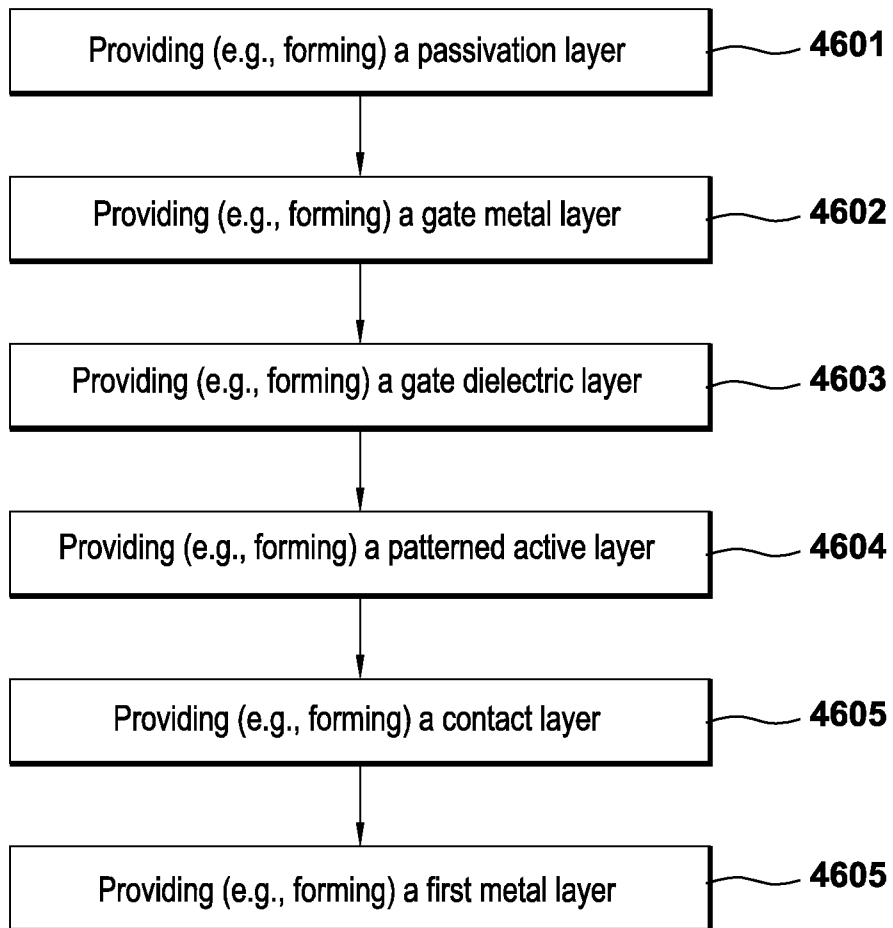 Providing (e.g., forming) a passivation layer 4601
Providing (e.g., forming) a gate metal layer 4602
Providing (e.g., forming) a gate dielectric layer 4603
Providing (e.g., forming) a patterned active layer 4604
Providing (e.g., forming) a contact layer 4605
Providing (e.g., forming) a first metal layer 4605